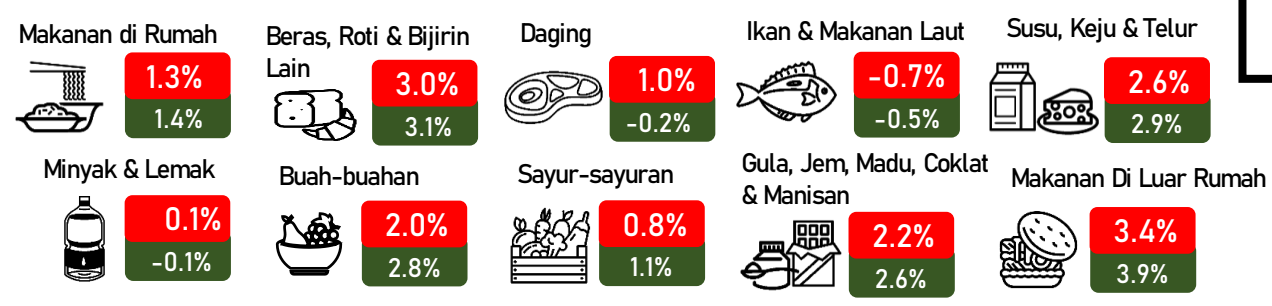 Makanan di Rumah
1.3%
1.4%
Beras, Roti & Bijirin
Lain
3.0%
3.1%
Daging
1.0%
-0.2%
Ikan & Makanan Laut
-0.7%
-0.5%
Susu, Keju & Telur
2.6%
2.9%
Minyak & Lemak
0.1%
-0.1%
Buah-buahan
2.0%
2.8%
Sayur-sayuran
0.8%
1.1%
Gula, Jem, Madu, Coklat
& Manisan
2.2%
2.6%
Makanan Di Luar Rumah
3.4%
3.9%